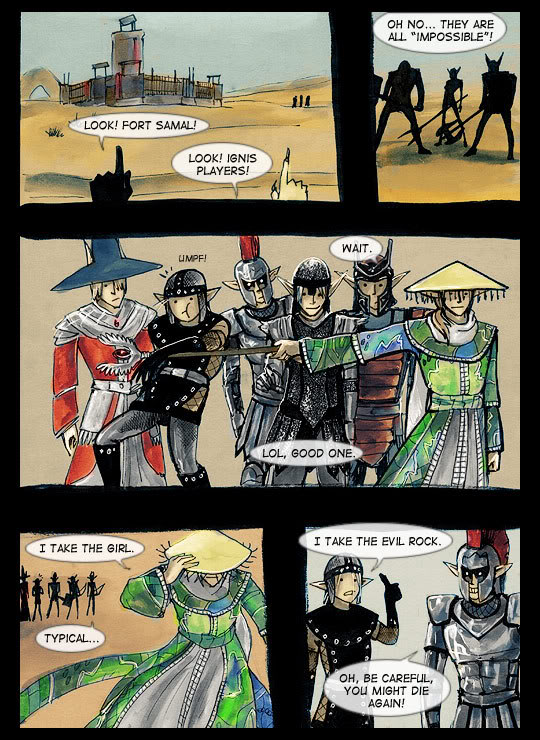 LOOK! FORT SAMAL!
LOOK! IGNIS
PLAYERS!
OH NO... THEY ARE
ALL "IMPOSSIBLE"!
UMPF!
WAIT.
LOL, GOOD ONE.
I TAKE THE GIRL.
TYPICAL...
I TAKE THE EVIL ROCK.
OH, BE CAREFUL,
YOU MIGHT DIE
AGAIN!